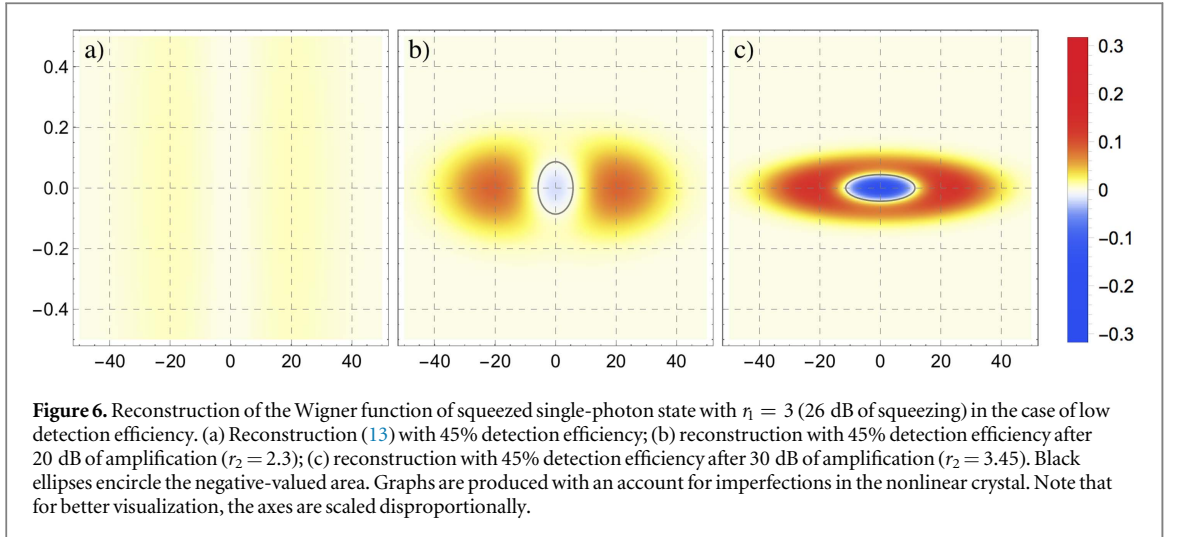 a)
b)
c)
0.4
0.2
0.0
−0.2
−0.4
−40 −20 0 20 40
−40 −20 0 20 40
−40 −20 0 20 40
0.3
0.2
0.1
0
−0.1
−0.2
−0.3
Figure 6. Reconstruction of the Wigner function of squeezed single-photon state with r₁ = 3 (26 dB of squeezing) in the case of low
detection efficiency. (a) Reconstruction (13) with 45% detection efficiency; (b) reconstruction with 45% detection efficiency after
20 dB of amplification (r₂ = 2.3); (c) reconstruction with 45% detection efficiency after 30 dB of amplification (r₂ = 3.45). Black
ellipses encircle the negative-valued area. Graphs are produced with an account for imperfections in the nonlinear crystal. Note that
for better visualization, the axes are scaled disproportionally.